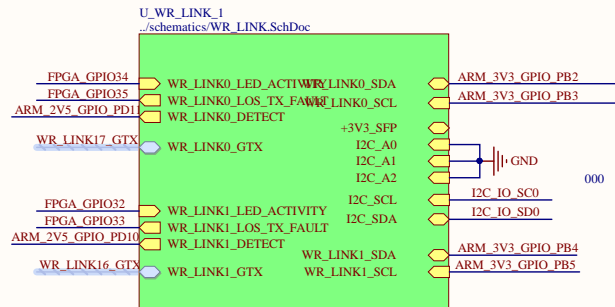 U_WR_LINK_1
../schematics/WR_LINK.SchDoc
FPGA_GPIO34
WR_LINK0_LED_ACTIVITY
WR_LINK0_SDA
ARM_3V3_GPIO_PB2
FPGA_GPIO35
WR_LINK0_LOS_TX_FAULT
WR_LINK0_SCL
ARM_3V3_GPIO_PB3
ARM_2V5_GPIO_PD11
WR_LINK0_DETECT
+3V3_SFP
WR_LINK17_GTX
WR_LINK0_GTX
I2C_A0
I2C_A1
GND
I2C_A2
000
I2C_SCL
I2C_IO_SC0
FPGA_GPIO32
WR_LINK1_LED_ACTIVITY
I2C_SDA
I2C_IO_SD0
FPGA_GPIO33
WR_LINK1_LOS_TX_FAULT
ARM_2V5_GPIO_PD10
WR_LINK1_DETECT
WR_LINK1_SDA
ARM_3V3_GPIO_PB4
WR_LINK16_GTX
WR_LINK1_GTX
WR_LINK1_SCL
ARM_3V3_GPIO_PB5